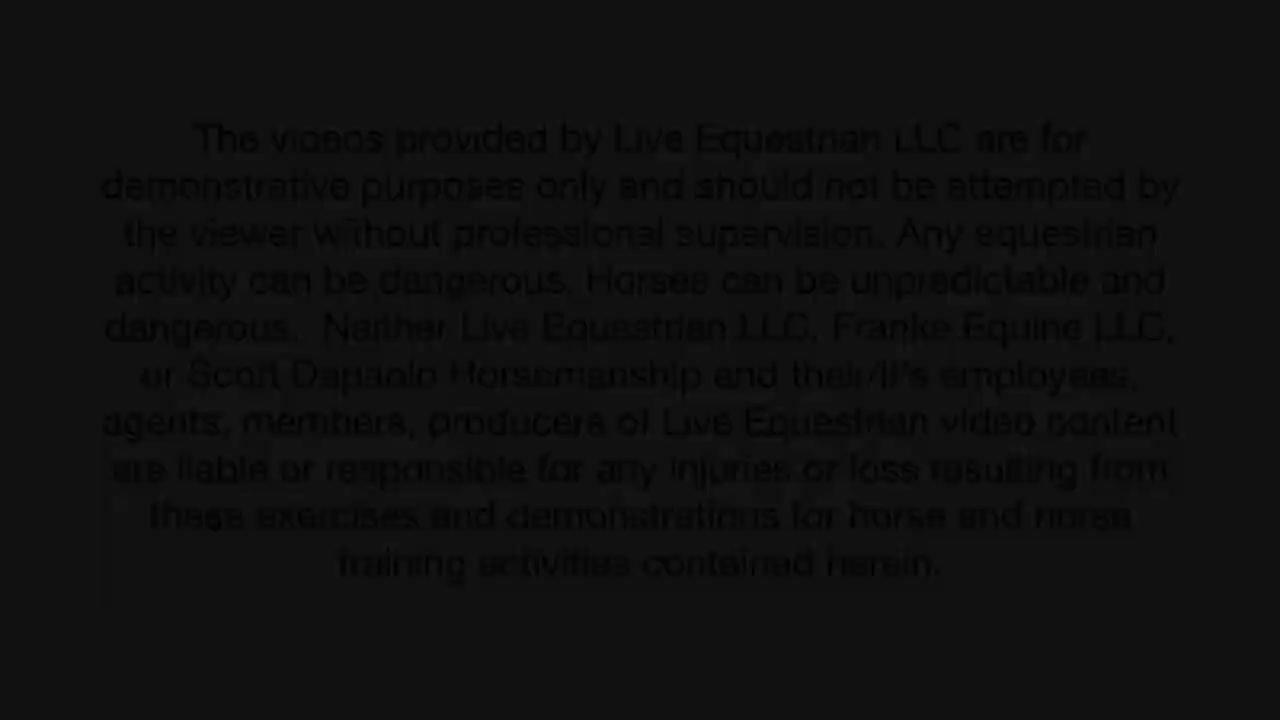 The videos provided by Live Equestrian LLC are for
demonstrative purposes only and should not be attempted by
the viewer without professional supervision. Any equestrian
activity can be dangerous. Horses can be unpredictable and
dangerous.  Neither Live Equestrian LLC, Franke Equine LLC,
or Scott Depaolo Horsemanship and their/it's employees,
agents, members, producers of Live Equestrian video content
are liable or responsible for any injuries or loss resulting from
these exercises and demonstrations for horse and horse
training activities contained herein.